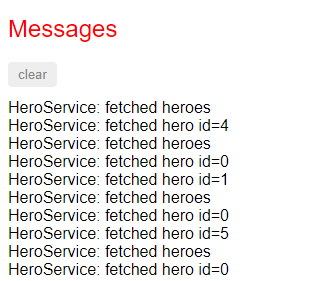 Messages
clear
HeroService: fetched heroes
HeroService: fetched hero id=4
HeroService: fetched heroes
HeroService: fetched hero id=0
HeroService: fetched hero id=1
HeroService: fetched heroes
HeroService: fetched hero id=0
HeroService: fetched hero id=5
HeroService: fetched heroes
HeroService: fetched hero id=0